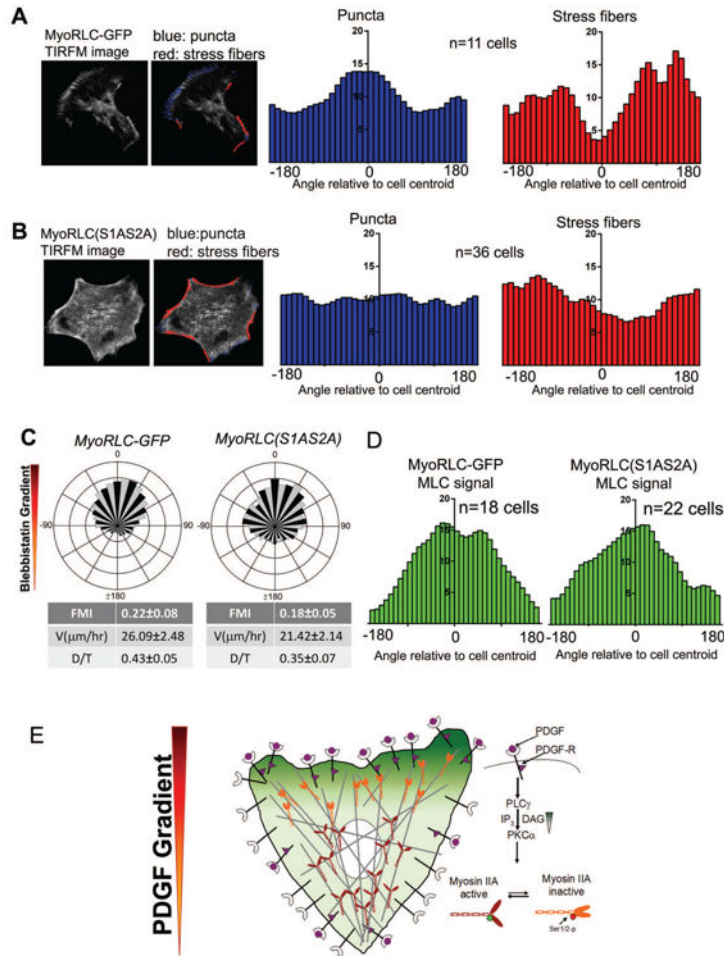 A
MyoRLC-GFP
TIRFM image
blue: puncta
red: stress fibers
Puncta
n=11 cells
Stress fibers
20
15
10
5
-180
0
180
Angle relative to cell centroid
20
15
10
5
-180
0
180
Angle relative to cell centroid
B
MyoRLC(S1AS2A)
TIRFM image
blue:puncta
red: stress fibers
Puncta
n=36 cells
Stress fibers
20
15
10
5
-180
0
180
Angle relative to cell centroid
20
15
10
5
-180
0
180
Angle relative to cell centroid
C
Blebbistatin Gradient
MyoRLC-GFP
0
-90
90
±180
FMI 0.22±0.08
V(µm/hr) 26.09±2.48
D/T 0.43±0.05
MyoRLC(S1AS2A)
0
-90
90
±180
FMI 0.18±0.05
V(µm/hr) 21.42±2.14
D/T 0.35±0.07
D
MyoRLC-GFP
MLC signal
n=18 cells
20
15
10
5
-180
0
180
Angle relative to cell centroid
MyoRLC(S1AS2A)
MLC signal
n=22 cells
20
15
10
5
-180
0
180
Angle relative to cell centroid
E
PDGF Gradient
PDGF
PDGF-R
PLCγ
IP3 DAG
PKCα
Myosin IIA
active
Myosin IIA
inactive
Ser1/2-p